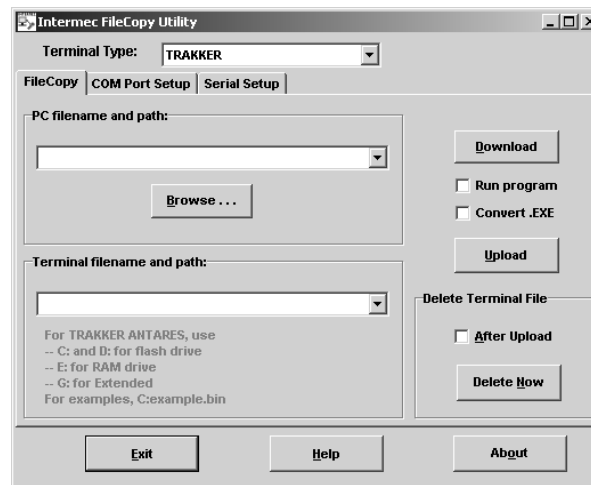 Intermec FileCopy Utility
Terminal Type: TRAKKER
FileCopy COM Port Setup Serial Setup
PC filename and path:
Browse . . .
Download
Run program
Convert .EXE
Upload
Terminal filename and path:
For TRAKKER ANTARES, use
-- C: and D: for flash drive
-- E: for RAM drive
-- G: for Extended
For examples, C:example.bin
Delete Terminal File
After Upload
Delete Now
Exit Help About